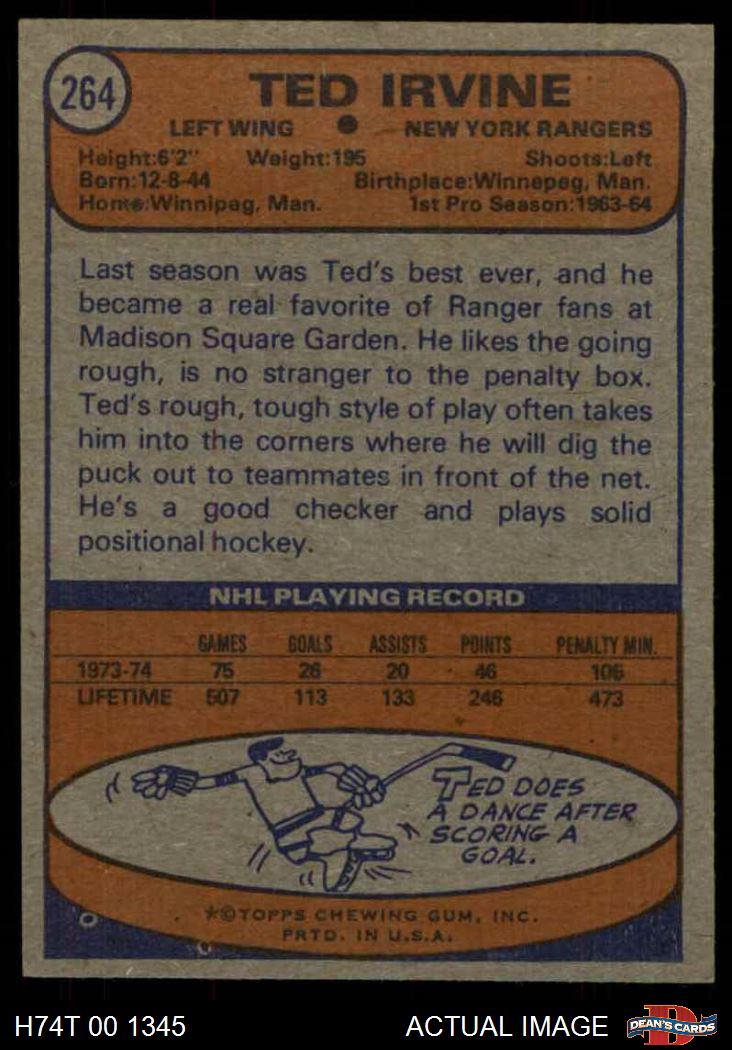 264
TED IRVINE
LEFT WING ● NEW YORK RANGERS
Height:6'2" Weight:195 Shoots:Left
Born:12-8-44 Birthplace:Winnepeg, Man.
Home:Winnipeg, Man. 1st Pro Season:1963-64
Last season was Ted's best ever, and he
became a real favorite of Ranger fans at
Madison Square Garden. He likes the going
rough, is no stranger to the penalty box.
Ted's rough, tough style of play often takes
him into the corners where he will dig the
puck out to teammates in front of the net.
He's a good checker and plays solid
positional hockey.
NHL PLAYING RECORD
GAMES GOALS ASSISTS POINTS PENALTY MIN.
1973-74 75 26 20 46 105
LIFETIME 507 113 133 246 473
TED DOES
A DANCE AFTER
SCORING A
GOAL.
*©TOPPS CHEWING GUM, INC.
PRTD. IN U.S.A.
H74T 00 1345 ACTUAL IMAGE
D
DEAN'S CARDS